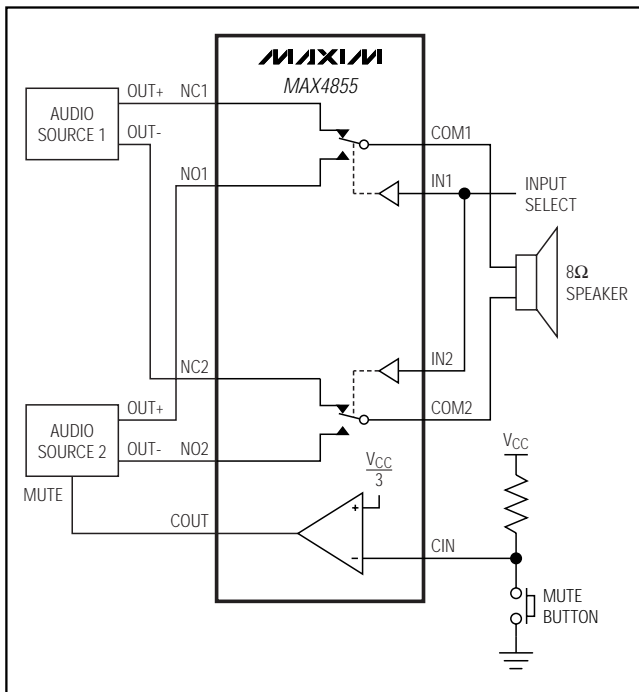 MAXIM
MAX4855
AUDIO
SOURCE 1
OUT+
NC1
OUT-
NO1
COM1
IN1
INPUT
SELECT
8Ω
SPEAKER
NC2
IN2
COM2
AUDIO
SOURCE 2
OUT+
OUT-
NO2
MUTE
COUT
VCC
3
+
-
CIN
VCC
MUTE
BUTTON